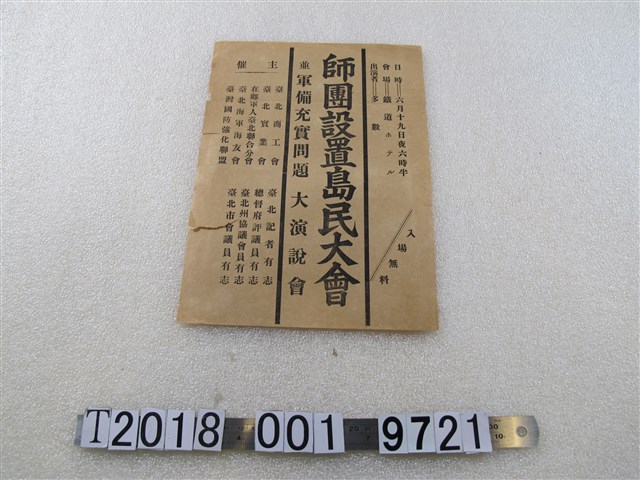 日時══六月十九日夜六時半
會場══鐵道ホテル
出演者══多數
入場無料
師團設置島民大會
並軍備充實問題大演說會
主催
臺北商工會
臺北實業會
在鄉軍人臺北聯合分會
臺北海軍海友會
臺灣國防強化聯盟
臺北記者有志
總督府評議員有志
臺北州協議會員有志
臺北市會議員有志
T2018 001 9721